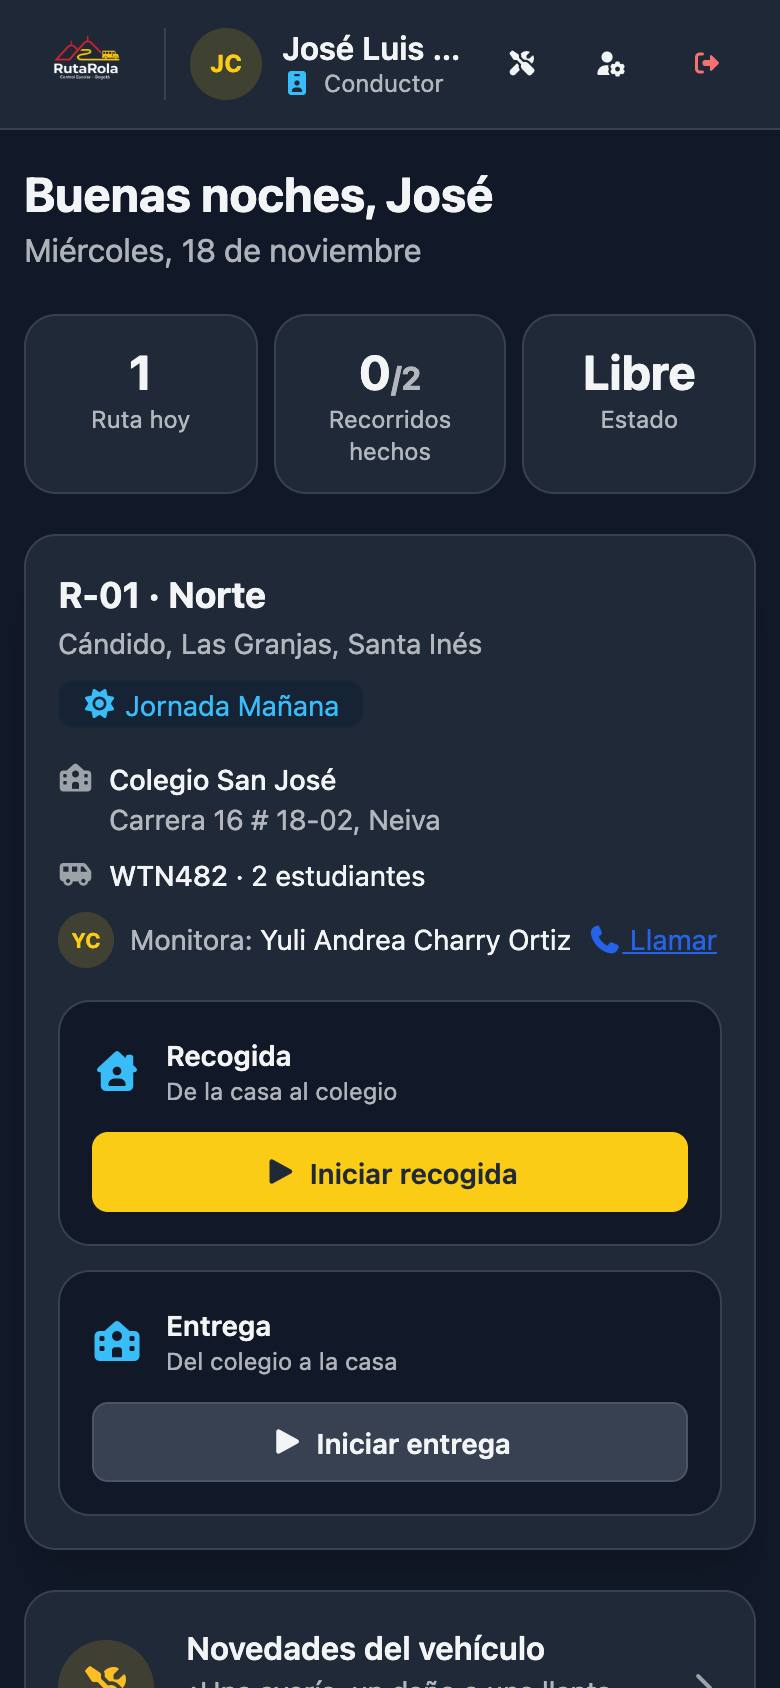 RutaRola
JC
José Luis ...
Conductor
Buenas noches, José
Miércoles, 18 de noviembre
1
Ruta hoy
0/2
Recorridos
hechos
Libre
Estado
R-01 · Norte
Cándido, Las Granjas, Santa Inés
Jornada Mañana
Colegio San José
Carrera 16 # 18-02, Neiva
WTN482 · 2 estudiantes
YC
Monitora: Yuli Andrea Charry Ortiz
Llamar
Recogida
De la casa al colegio
Iniciar recogida
Entrega
Del colegio a la casa
Iniciar entrega
Novedades del vehículo